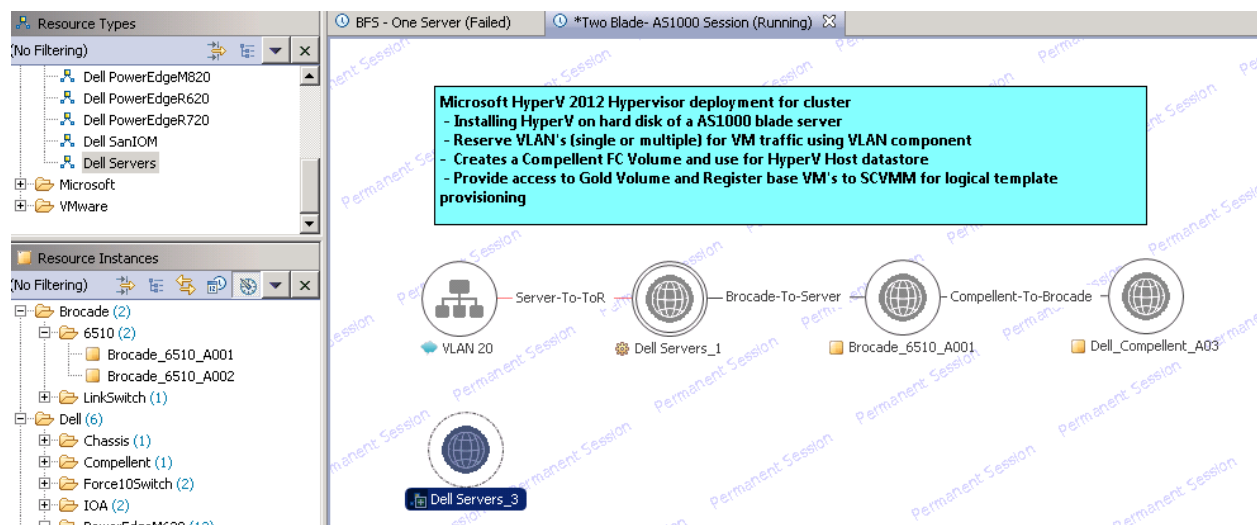 Resource Types
(No Filtering)
Dell PowerEdgeM820
Dell PowerEdgeR620
Dell PowerEdgeR720
Dell SanIOM
Dell Servers
Microsoft
VMware
Resource Instances
(No Filtering)
Brocade (2)
6510 (2)
Brocade_6510_A001
Brocade_6510_A002
LinkSwitch (1)
Dell (6)
Chassis (1)
Compellent (1)
Force10Switch (2)
IOA (2)
BFS - One Server (Failed)
*Two Blade- AS1000 Session (Running)
Microsoft HyperV 2012 Hypervisor deployment for cluster
- Installing HyperV on hard disk of a AS1000 blade server
- Reserve VLAN's (single or multiple) for VM traffic using VLAN component
- Creates a Compellent FC Volume and use for HyperV Host datastore
- Provide access to Gold Volume and Register base VM's to SCVMM for logical template
provisioning
Server-To-ToR
Brocade-To-Server
Compellent-To-Brocade
VLAN 20
Dell Servers_1
Brocade_6510_A001
Dell_Compellent_A03
Dell Servers_3
Permanent Session